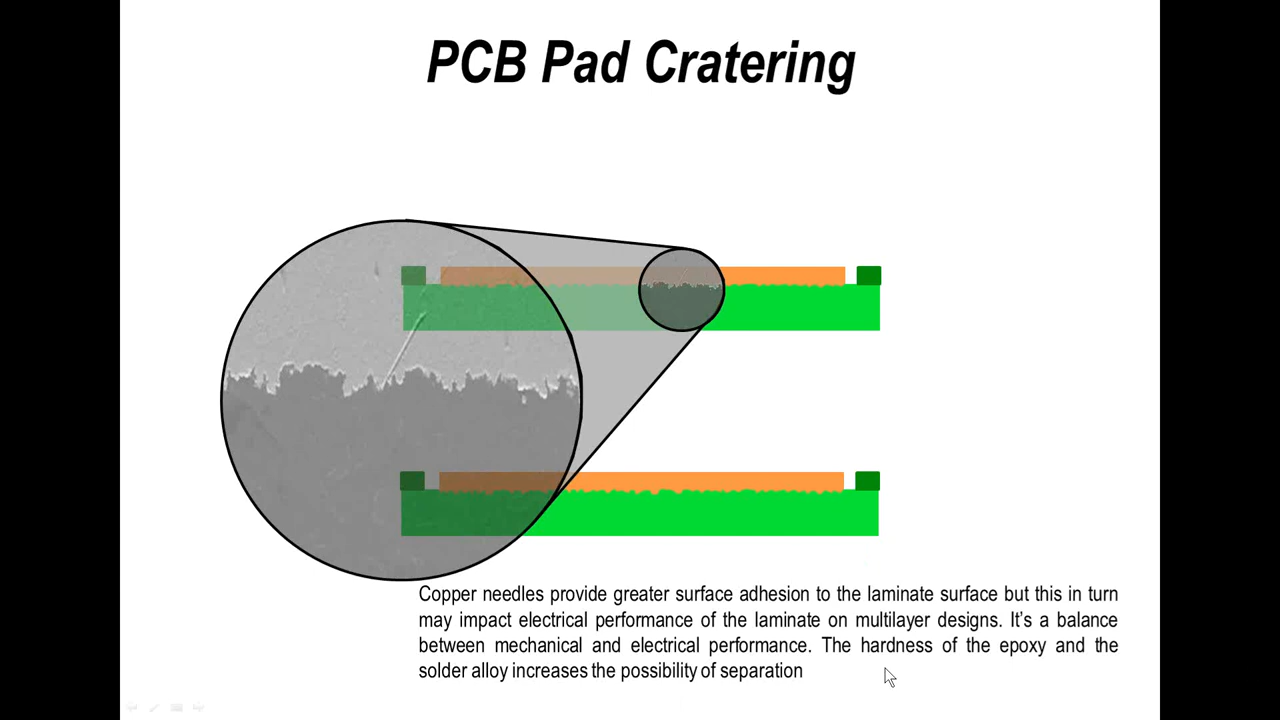 PCB Pad Cratering
Copper needles provide greater surface adhesion to the laminate surface but this in turn
may impact electrical performance of the laminate on multilayer designs. It's a balance
between mechanical and electrical performance. The hardness of the epoxy and the
solder alloy increases the possibility of separation